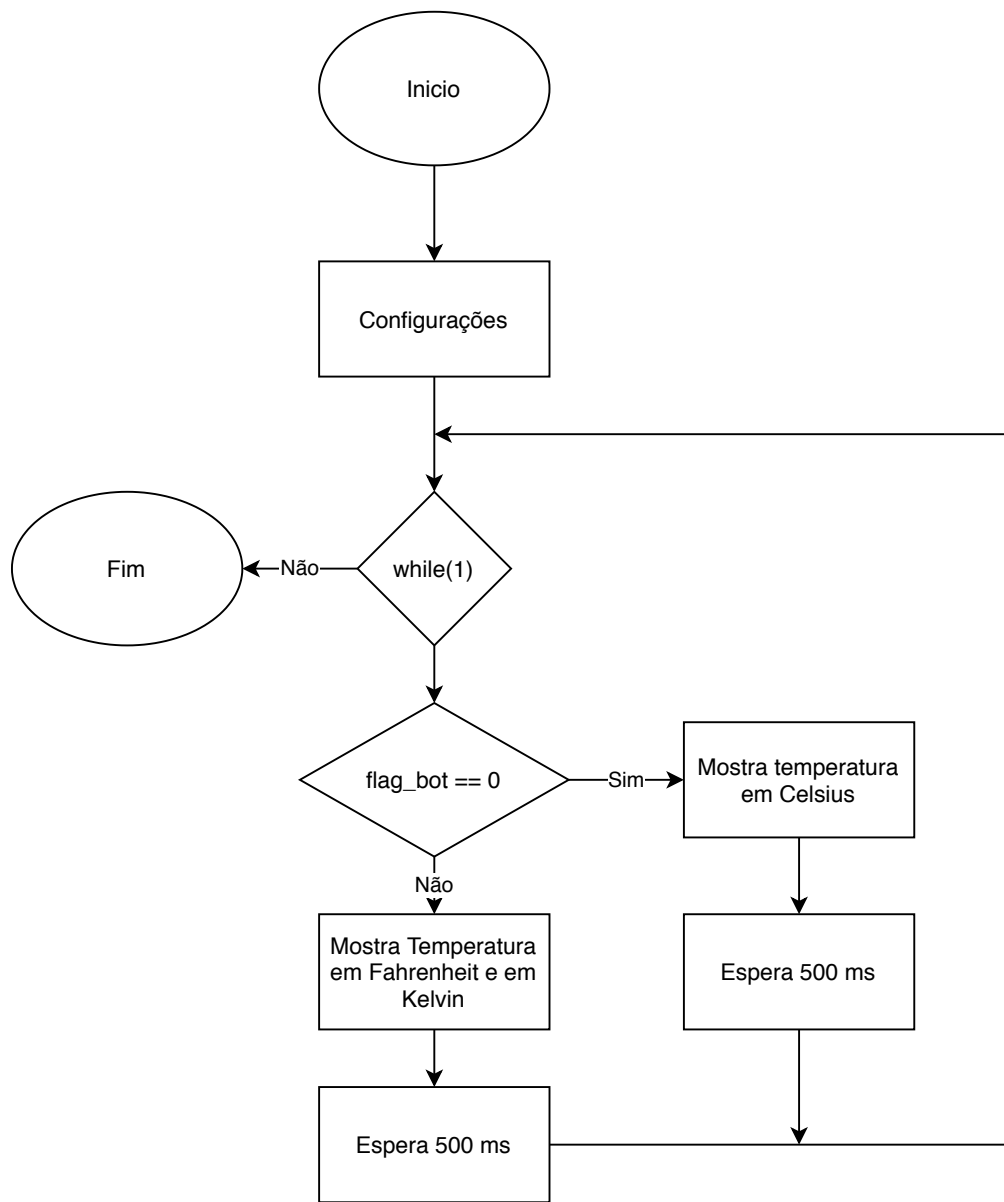 Inicio
Configurações
while(1)
Não
Fim
flag_bot == 0
Sim
Mostra temperatura
em Celsius
Não
Mostra Temperatura
em Fahrenheit e em
Kelvin
Espera 500 ms
Espera 500 ms